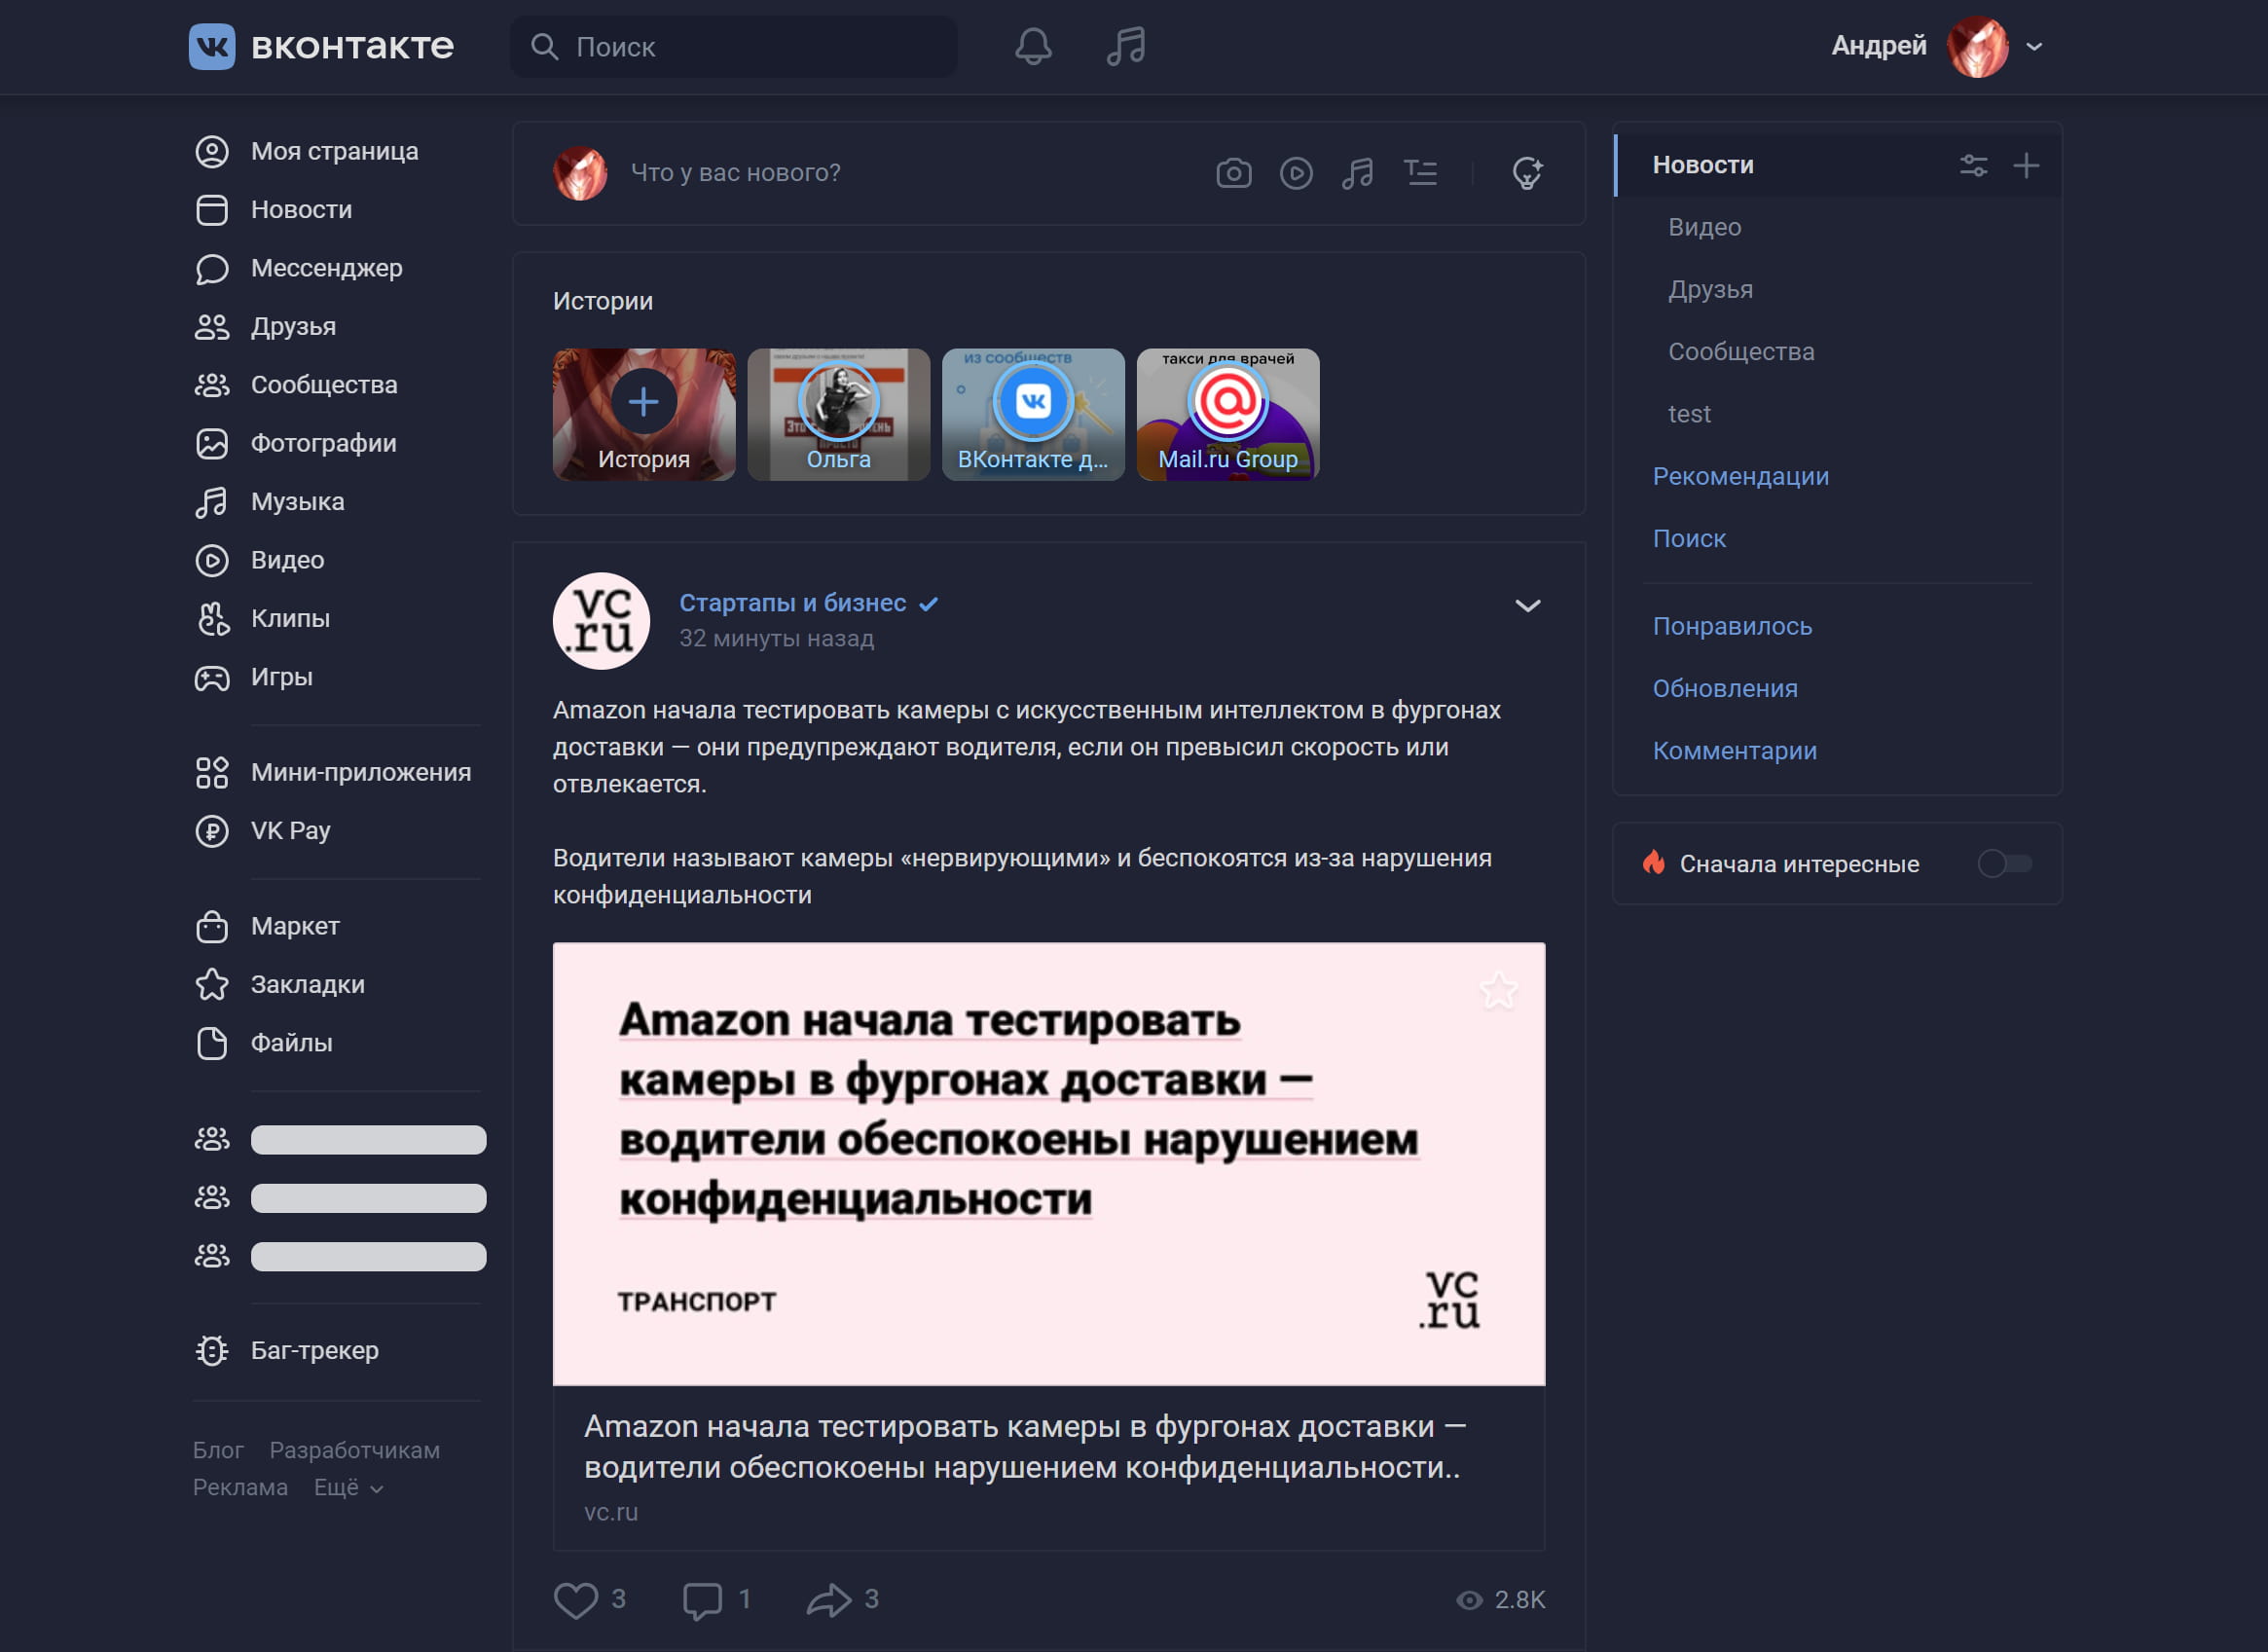 вконтакте
Поиск
Андрей
Моя страница
Новости
Мессенджер
Друзья
Сообщества
Фотографии
Музыка
Видео
Клипы
Игры
Мини-приложения
VK Pay
Маркет
Закладки
Файлы
Баг-трекер
Блог Разработчикам
Реклама Ещё
Что у вас нового?
Истории
История
Ольга
из сообществ
ВКонтакте д...
такси для врачей
Mail.ru Group
vc
.ru
Стартапы и бизнес
32 минуты назад
Amazon начала тестировать камеры с искусственным интеллектом в фургонах
доставки — они предупреждают водителя, если он превысил скорость или
отвлекается.
Водители называют камеры «нервирующими» и беспокоятся из-за нарушения
конфиденциальности
Amazon начала тестировать
камеры в фургонах доставки —
водители обеспокоены нарушением
конфиденциальности
ТРАНСПОРТ
vc
.ru
Amazon начала тестировать камеры в фургонах доставки —
водители обеспокоены нарушением конфиденциальности..
vc.ru
3 1 3 2.8K
Новости
Видео
Друзья
Сообщества
test
Рекомендации
Поиск
Понравилось
Обновления
Комментарии
Сначала интересные